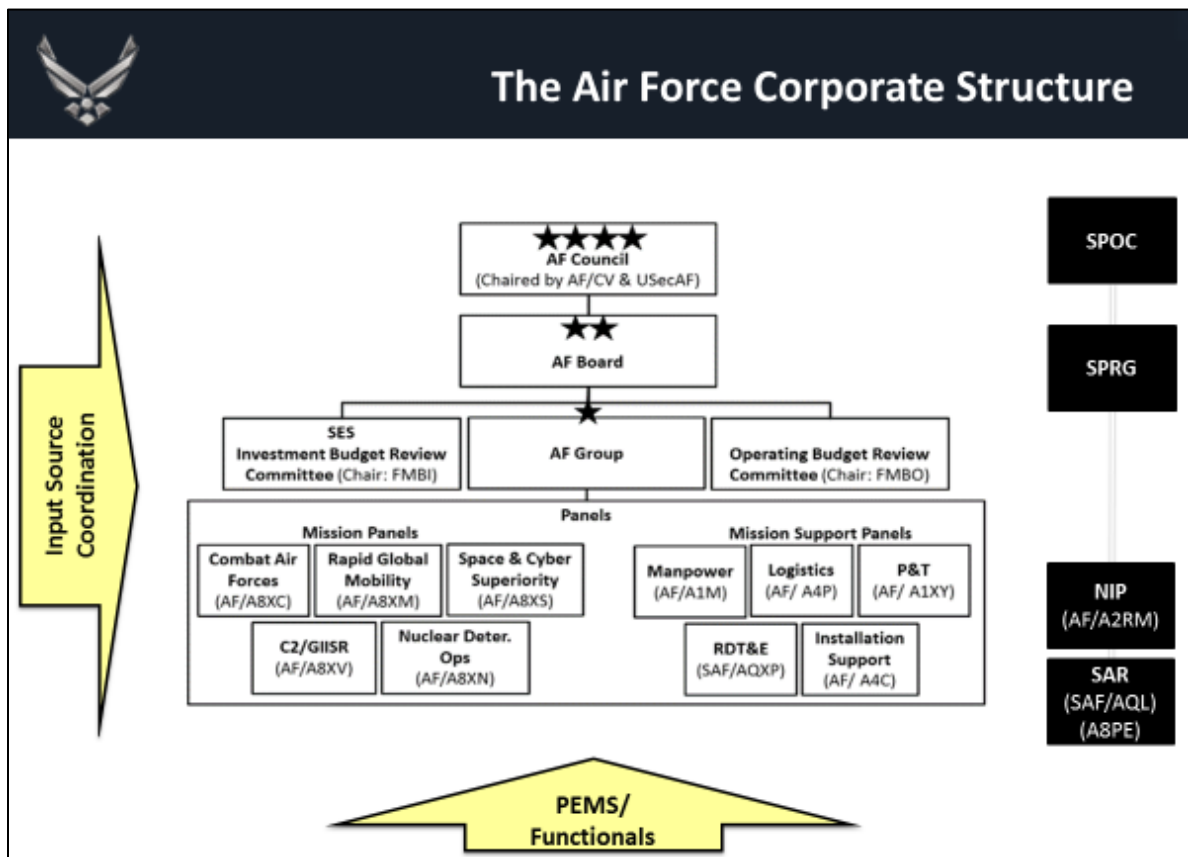 The Air Force Corporate Structure
AF Council
(Chaired by AF/CV & USecAF)
AF Board
SES
Investment Budget Review
Committee (Chair: FMBI)
AF Group
Operating Budget Review
Committee (Chair: FMBO)
Panels
Mission Panels
Combat Air
Forces
(AF/A8XC)
Rapid Global
Mobility
(AF/A8XM)
Space & Cyber
Superiority
(AF/A8XS)
C2/GIISR
(AF/A8XV)
Nuclear Deter.
Ops
(AF/A8XN)
Mission Support Panels
Manpower
(AF/A1M)
Logistics
(AF/ A4P)
P&T
(AF/ A1XY)
RDT&E
(SAF/AQXP)
Installation
Support
(AF/ A4C)
Input Source
Coordination
PEMS/
Functionals
SPOC
SPRG
NIP
(AF/A2RM)
SAR
(SAF/AQL)
(A8PE)